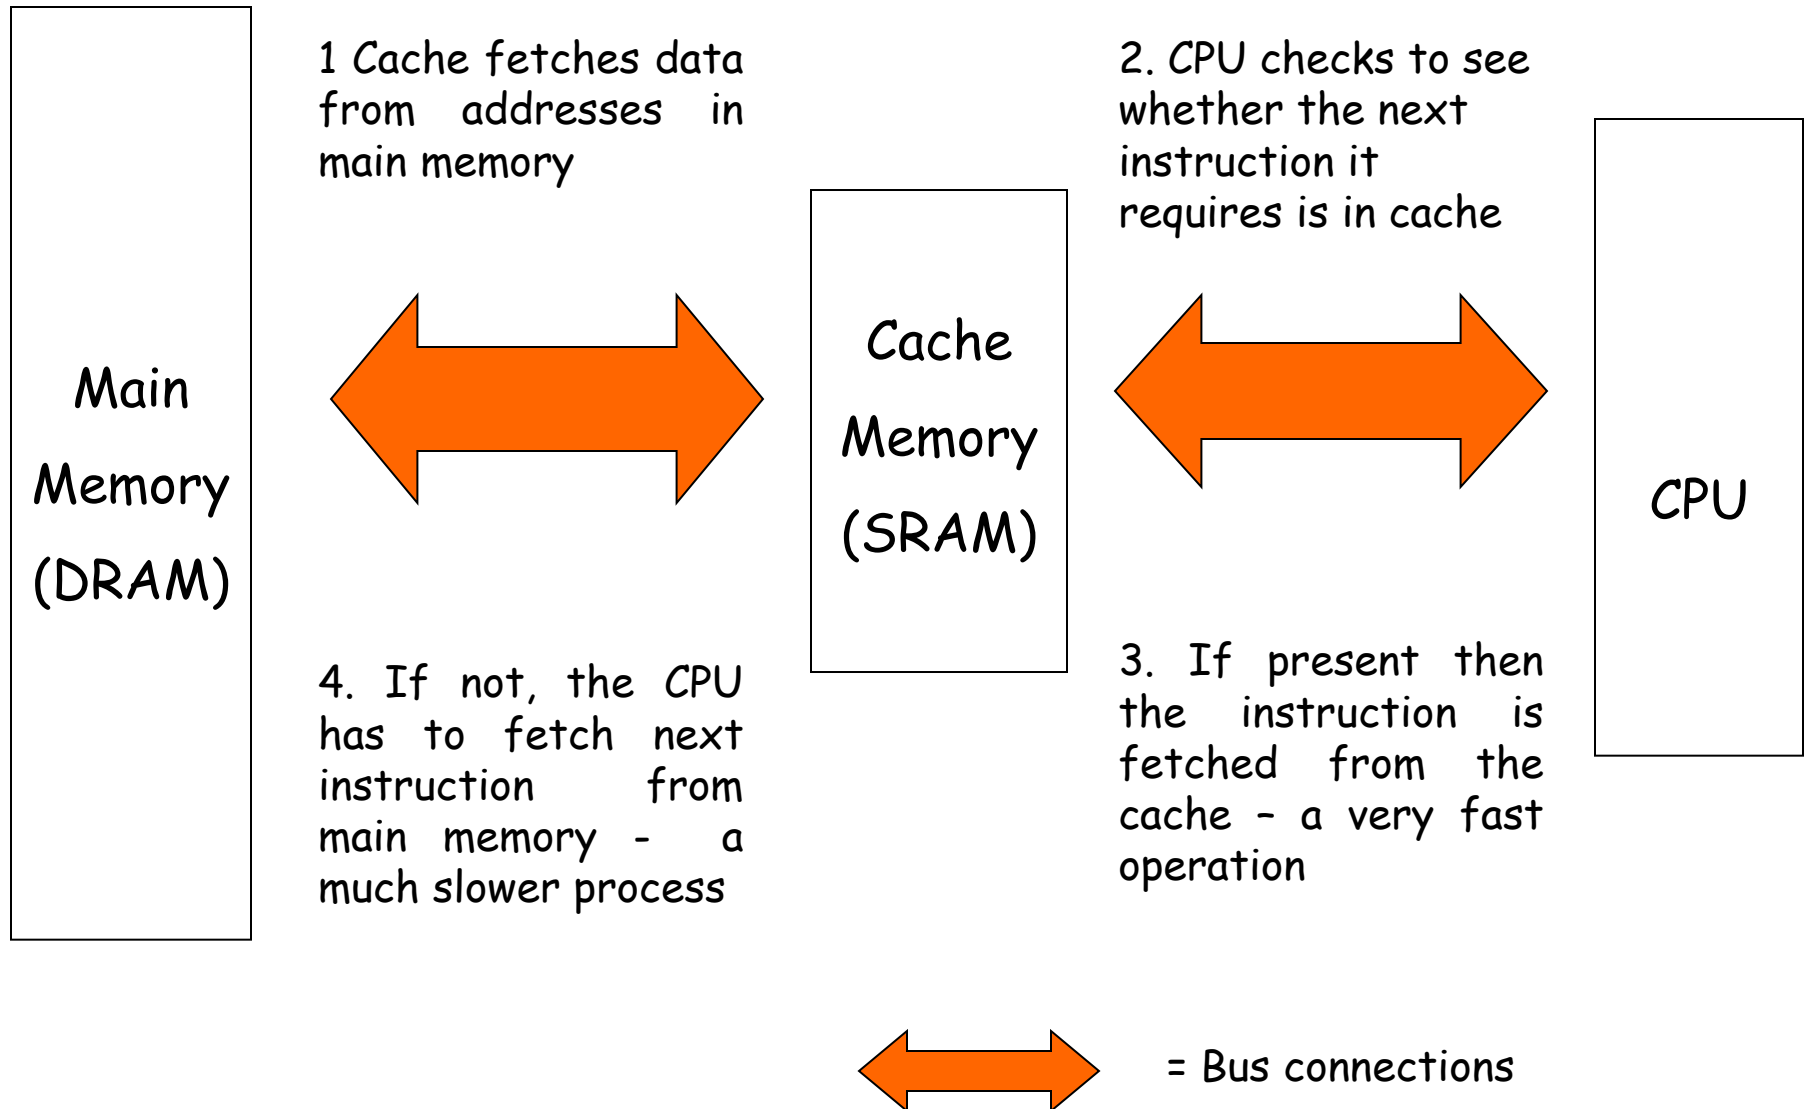 1 Cache fetches data
from addresses in
main memory
2. CPU checks to see
whether the next
instruction it
requires is in cache
Main
Memory
(DRAM)
Cache
Memory
(SRAM)
CPU
4. If not, the CPU
has to fetch next
instruction from
main memory - a
much slower process
3. If present then
the instruction is
fetched from the
cache – a very fast
operation
= Bus connections